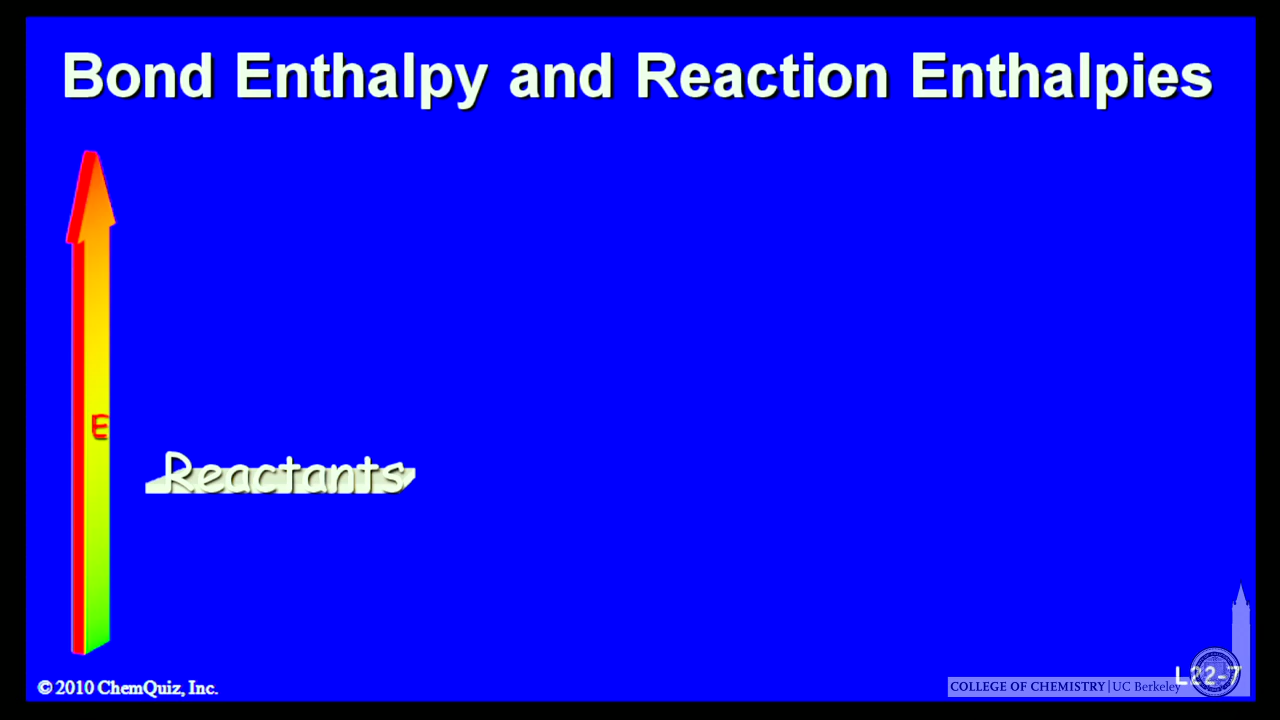 Bond Enthalpy and Reaction Enthalpies
E
Reactants
© 2010 ChemQuiz, Inc.
COLLEGE OF CHEMISTRY | UC Berkeley
L22-7